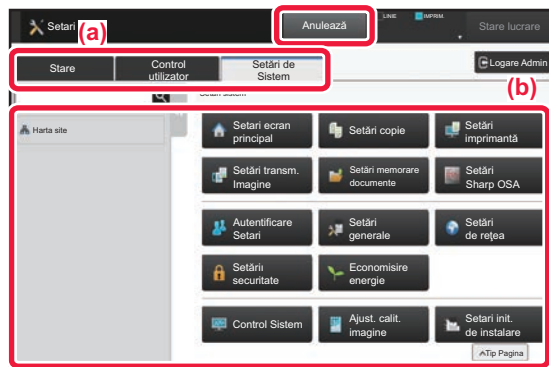 Setari
(a)
Anulează
LINIE
IMPRIM.
Stare lucrare
Stare
Control
utilizator
Setări de
Sistem
Logare Admin
(b)
Harta site
Setari ecran
principal
Setări copie
Setări
imprimantă
Setări transm.
Imagine
Setări memorare
documente
Setări
Sharp OSA
Autentificare
Setari
Setări
generale
Setări
de rețea
Setării
securitate
Economisire
energie
Control Sistem
Ajust. calit.
imagine
Setari init.
de instalare
Tip Pagina